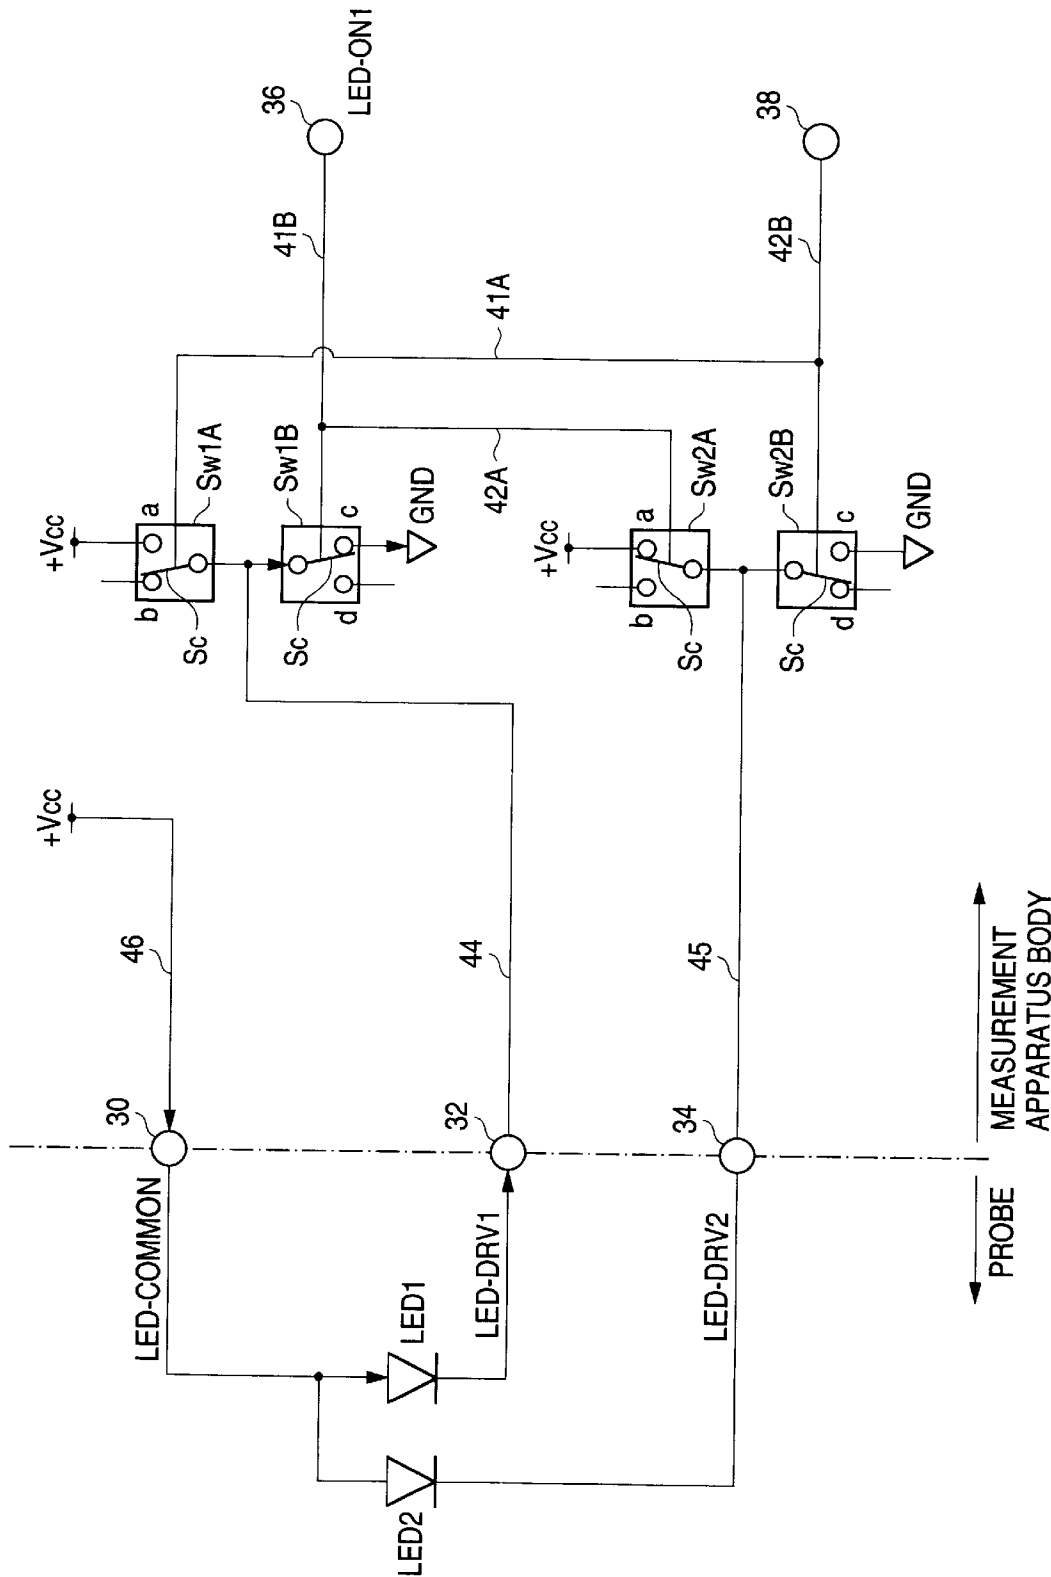 +Vcc
+Vcc
46
30
LED-COMMON
LED2
LED1
LED-DRV1
32
44
LED-DRV2
34
45
b
a
Sc
Sw1A
Sw1B
Sc
d
c
GND
41B
36
LED-ON1
41A
42A
+Vcc
b
a
Sc
Sw2A
Sw2B
Sc
d
c
GND
42B
38
PROBE
MEASUREMENT
APPARATUS BODY